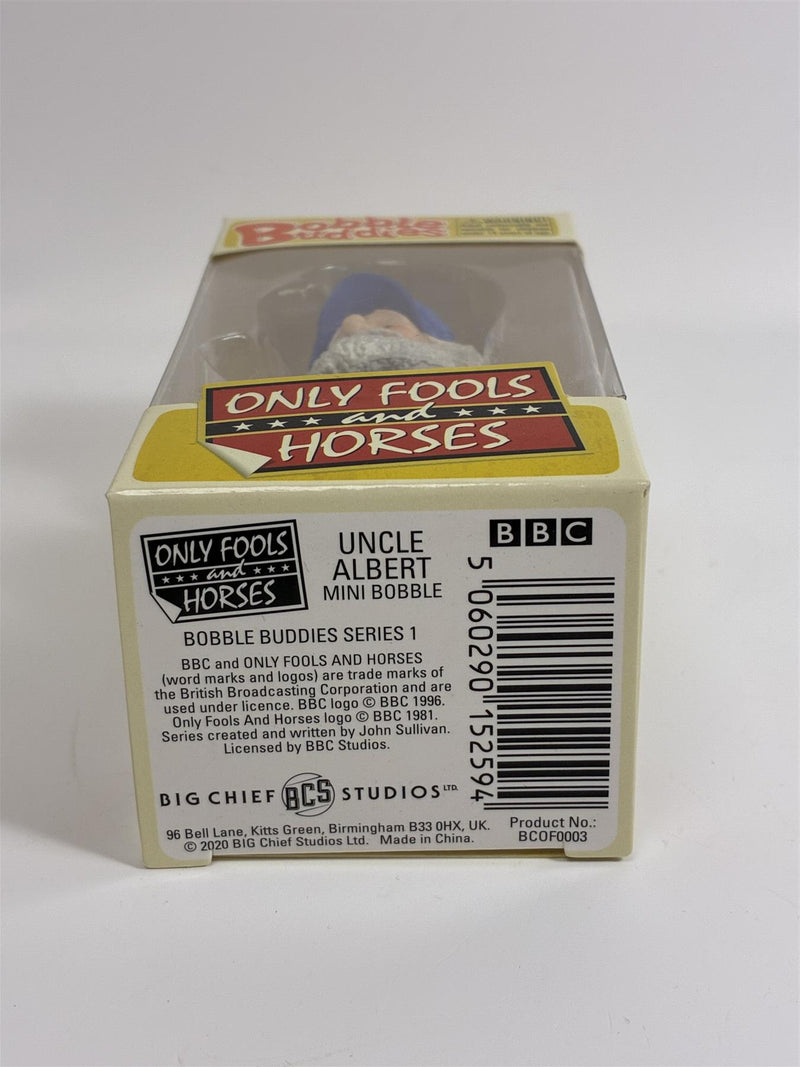 Bobble
Buddies
WARNING!
ONLY FOOLS
and
HORSES
ONLY FOOLS
and
HORSES
UNCLE
ALBERT
MINI BOBBLE
BBC
BOBBLE BUDDIES SERIES 1
BBC and ONLY FOOLS AND HORSES
(word marks and logos) are trade marks of
the British Broadcasting Corporation and are
used under licence. BBC logo © BBC 1996.
Only Fools And Horses logo © BBC 1981.
Series created and written by John Sullivan.
Licensed by BBC Studios.
5 060290 152594
BIG CHIEF BCS STUDIOS LTD.
96 Bell Lane, Kitts Green, Birmingham B33 0HX, UK.
© 2020 BIG Chief Studios Ltd. Made in China.
Product No.:
BCOF0003